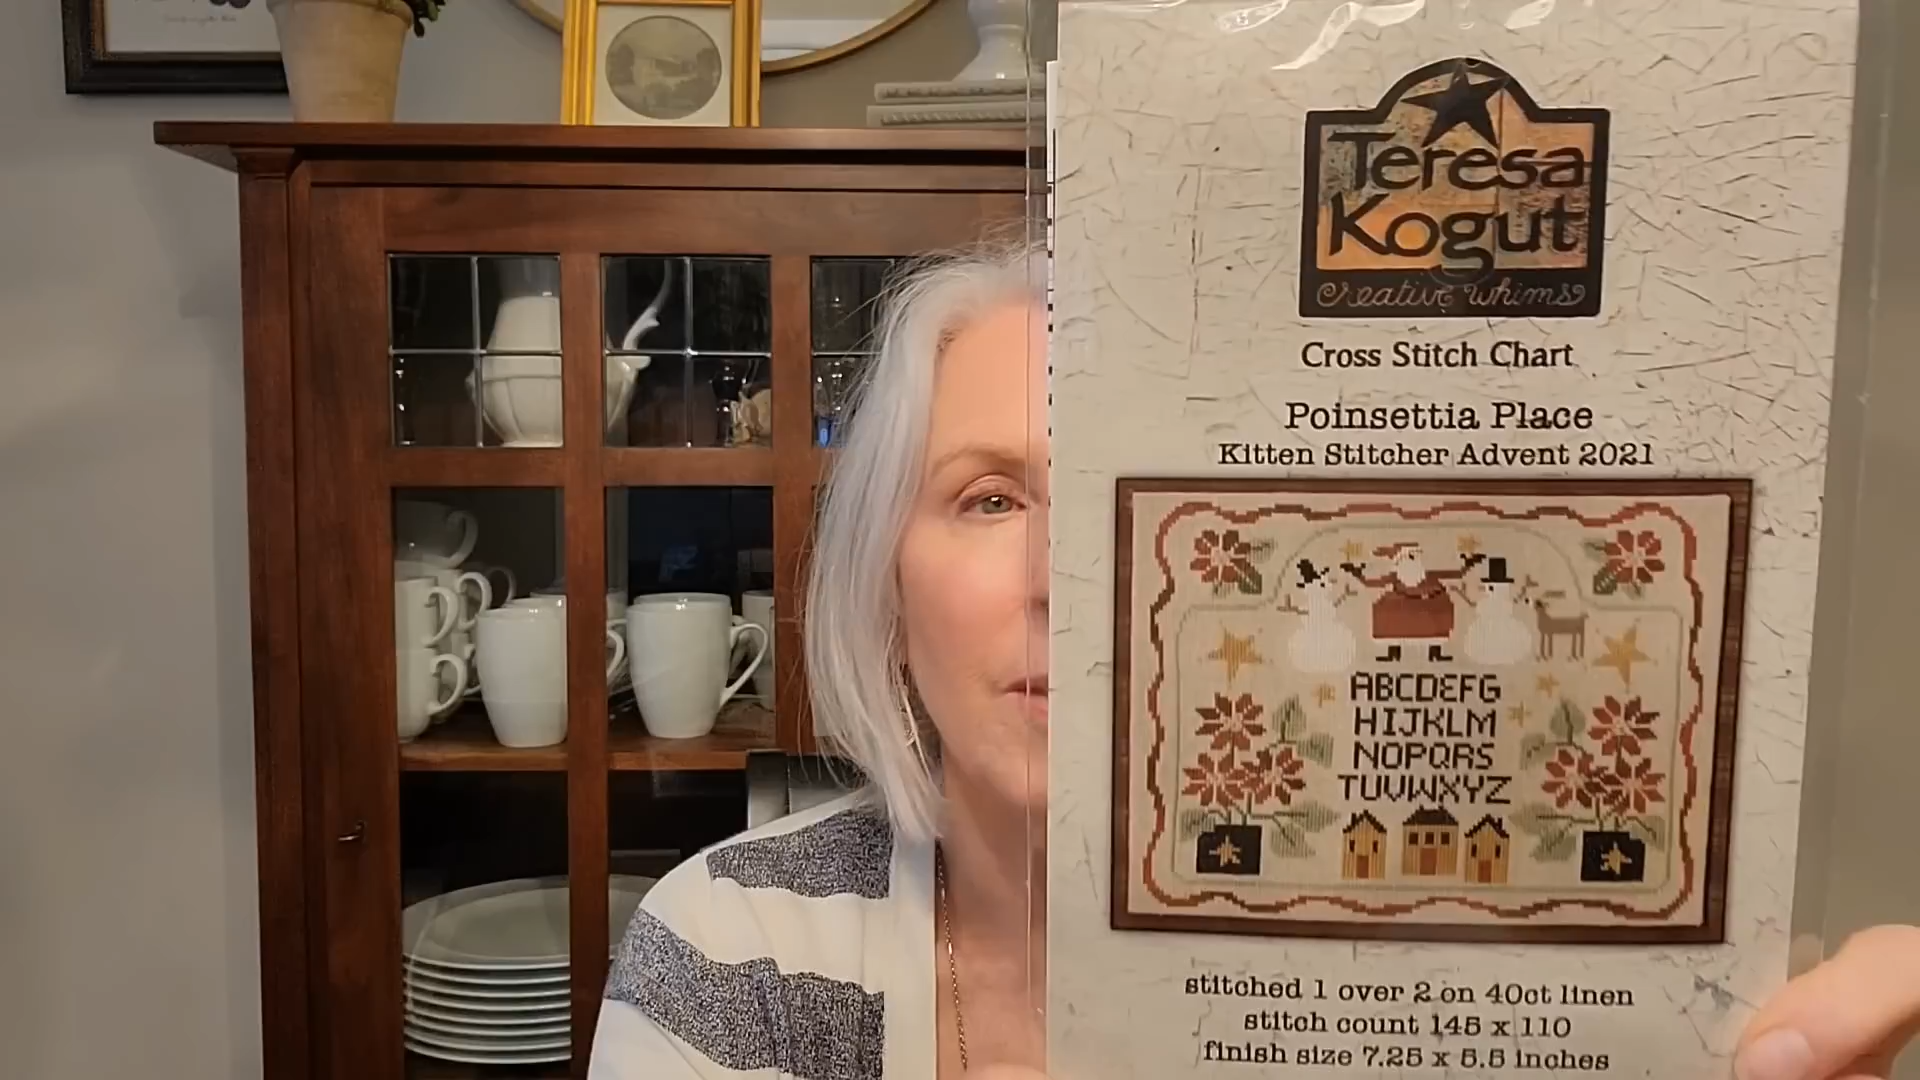 Teresa
Kogut
creative whims
Cross Stitch Chart
Poinsettia Place
Kitten Stitcher Advent 2021
ABCDEFG
HIJKLM
NOPQRS
TUVWXYZ
stitched 1 over 2 on 40ct linen
stitch count 145 x 110
finish size 7.25 x 5.5 inches